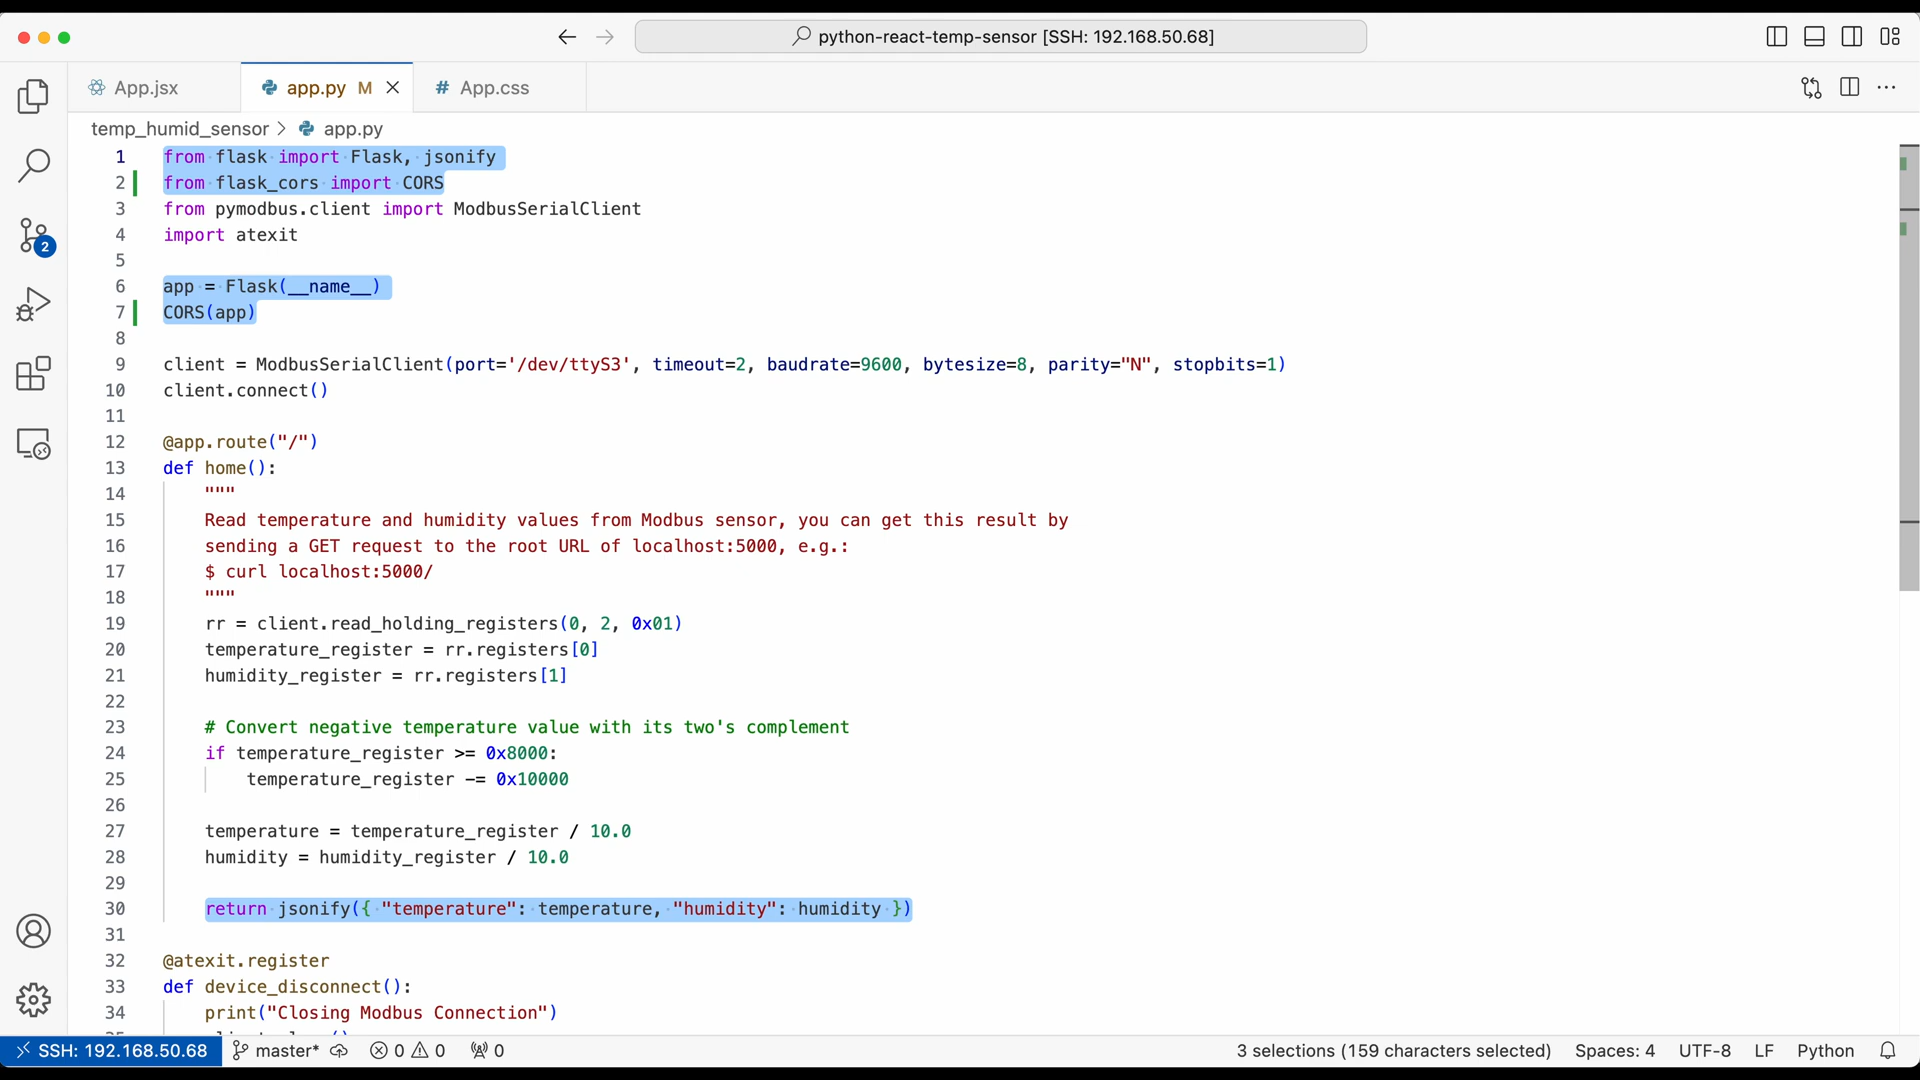 python-react-temp-sensor [SSH: 192.168.50.68]
App.jsx
app.py M
# App.css
temp_humid_sensor > app.py
1 from flask import Flask, jsonify
2 from flask_cors import CORS
3 from pymodbus.client import ModbusSerialClient
4 import atexit
5
6 app = Flask(__name__)
7 CORS(app)
8
9 client = ModbusSerialClient(port='/dev/ttyS3', timeout=2, baudrate=9600, bytesize=8, parity="N", stopbits=1)
10 client.connect()
11
12 @app.route("/")
13 def home():
14 """
15 Read temperature and humidity values from Modbus sensor, you can get this result by
16 sending a GET request to the root URL of localhost:5000, e.g.:
17 $ curl localhost:5000/
18 """
19 rr = client.read_holding_registers(0, 2, 0x01)
20 temperature_register = rr.registers[0]
21 humidity_register = rr.registers[1]
22
23 # Convert negative temperature value with its two's complement
24 if temperature_register >= 0x8000:
25 temperature_register -= 0x10000
26
27 temperature = temperature_register / 10.0
28 humidity = humidity_register / 10.0
29
30 return jsonify({ "temperature": temperature, "humidity": humidity })
31
32 @atexit.register
33 def device_disconnect():
34 print("Closing Modbus Connection")
2
SSH: 192.168.50.68 master* 0 0 0 3 selections (159 characters selected) Spaces: 4 UTF-8 LF Python